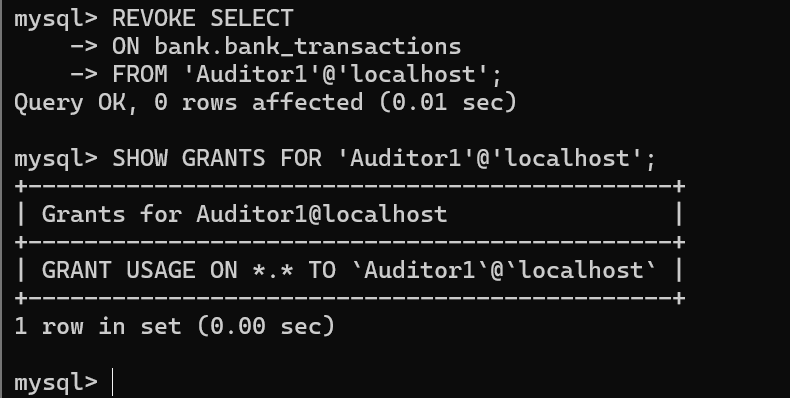 mysql> REVOKE SELECT
    -> ON bank.bank_transactions
    -> FROM 'Auditor1'@'localhost';
Query OK, 0 rows affected (0.01 sec)

mysql> SHOW GRANTS FOR 'Auditor1'@'localhost';
+----------------------------------------------+
| Grants for Auditor1@localhost                |
+----------------------------------------------+
| GRANT USAGE ON *.* TO `Auditor1`@`localhost` |
+----------------------------------------------+
1 row in set (0.00 sec)

mysql>